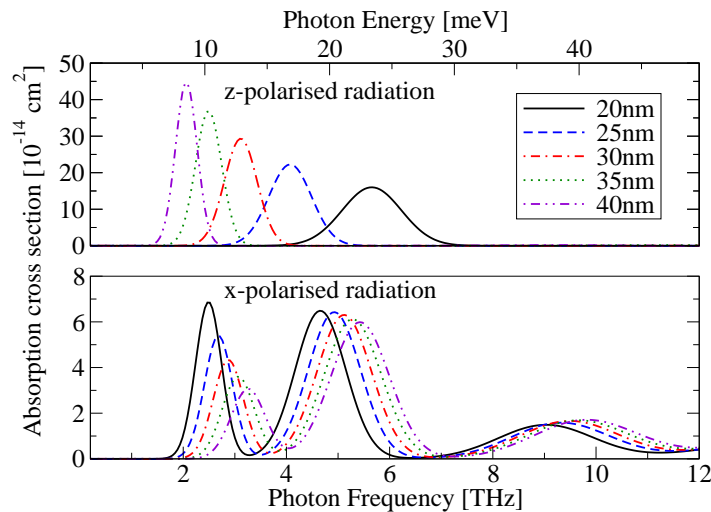 Photon Energy [meV]
0 10 20 30 40
50
40
30
20
10
0
z-polarised radiation
20nm
25nm
30nm
35nm
40nm
Absorption cross section [10⁻¹⁴ cm²]
8
6
4
2
0
x-polarised radiation
2 4 6 8 10 12
Photon Frequency [THz]